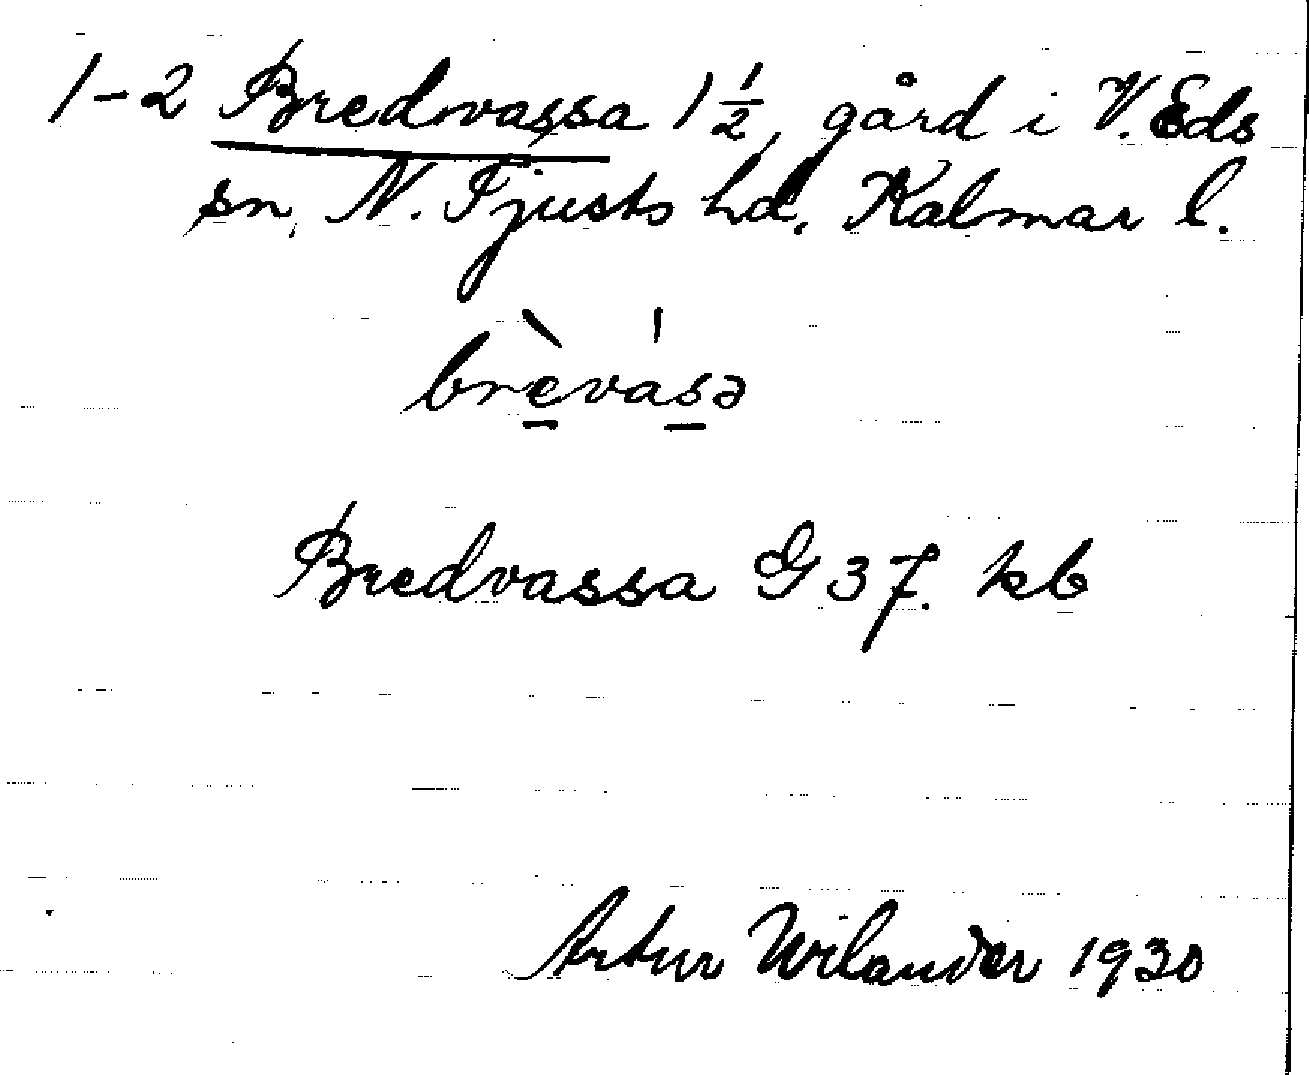 1-2 Bredvassa 1 ½, gård i V. Eds
sn, N. Tjusts hd, Kalmar l.
brèvásə
Bredvassa G 37. kb
Artur Wilander 1930